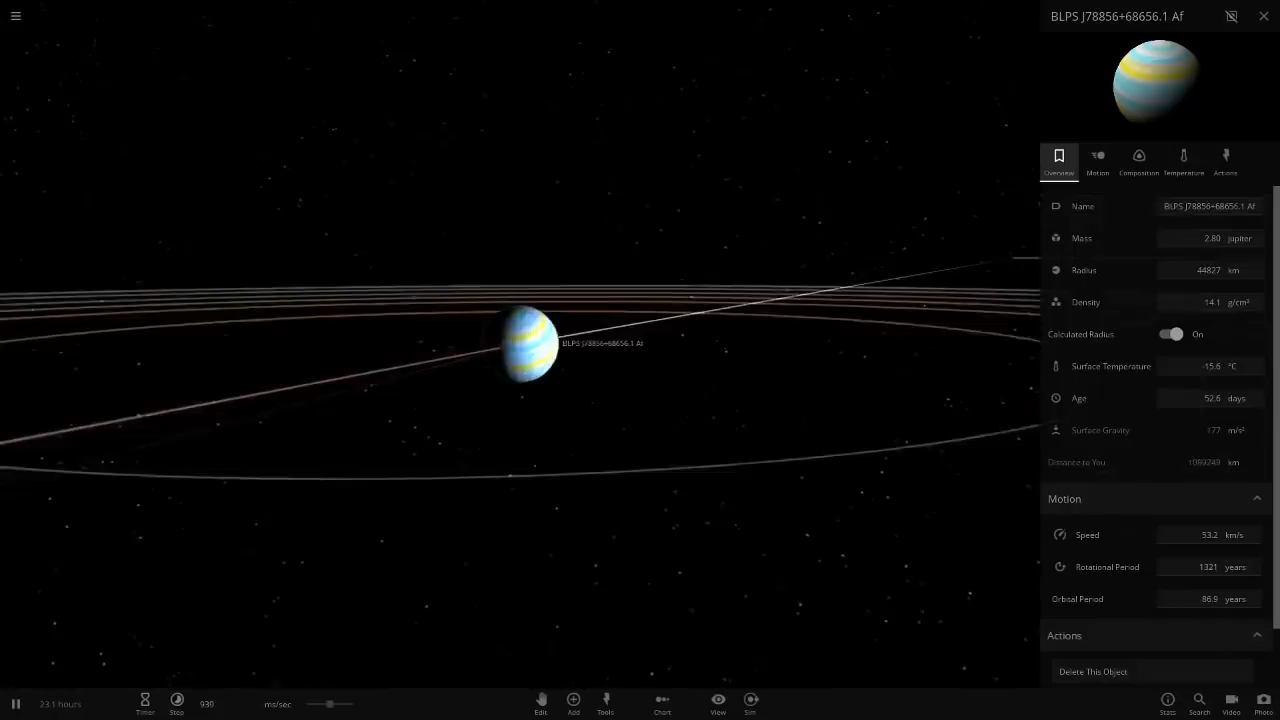 BLPS J78856+68656.1 Af
Overview
Motion
Composition
Temperature
Actions
Name BLPS J78856+68656.1 Af
Mass 2.80 jupiter
Radius 44827 km
Density 14.1 g/cm³
Calculated Radius On
Surface Temperature -15.6 °C
Age 52.6 days
Surface Gravity 177 m/s²
Distance to You 1089249 km
Motion
Speed 53.2 km/s
Rotational Period 1321 years
Orbital Period 86.9 years
Actions
Delete This Object
BLPS J78856+68656.1 Af
23.1 hours
Timer
Step
939 ms/sec
Edit
Add
Tools
Chart
View
Sim
Stats
Search
Video
Photo